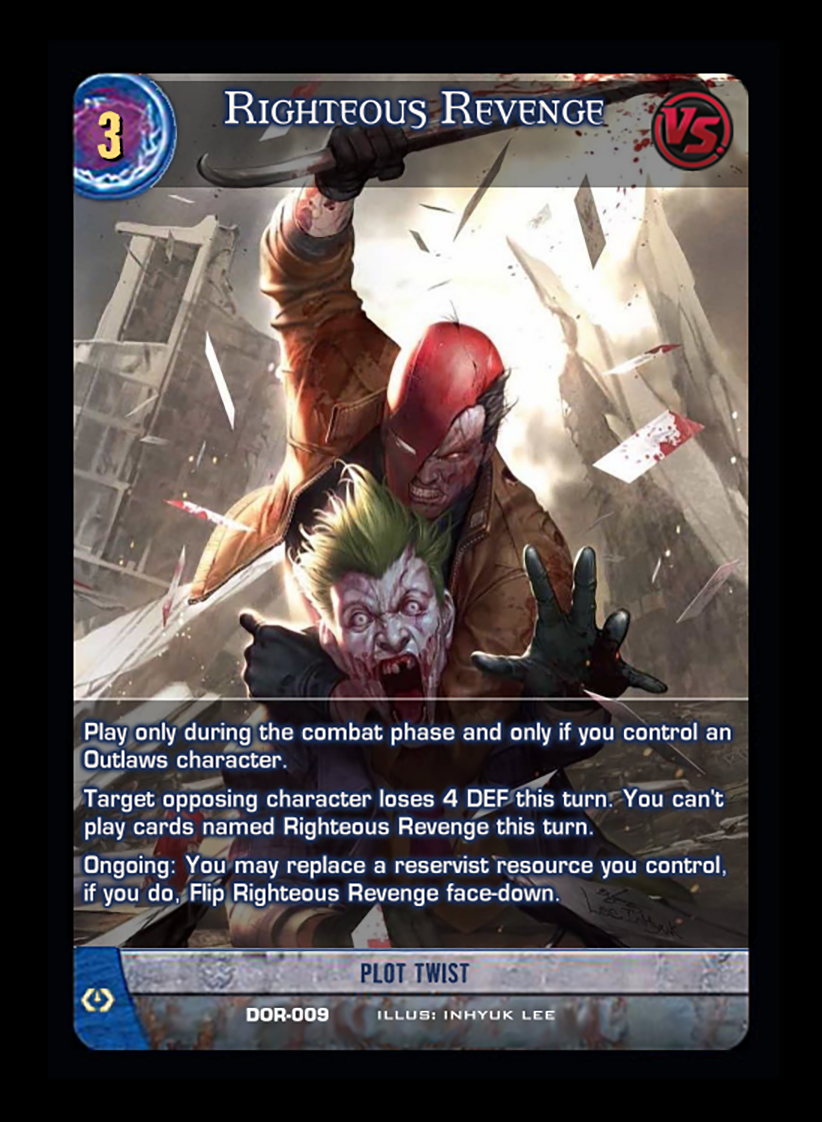 3
Righteous Revenge
VS.
Play only during the combat phase and only if you control an
Outlaws character.
Target opposing character loses 4 DEF this turn. You can't
play cards named Righteous Revenge this turn.
Ongoing: You may replace a reservist resource you control,
if you do, Flip Righteous Revenge face-down.
Lee.Inhyuk
PLOT TWIST
DOR-009 ILLUS: INHYUK LEE